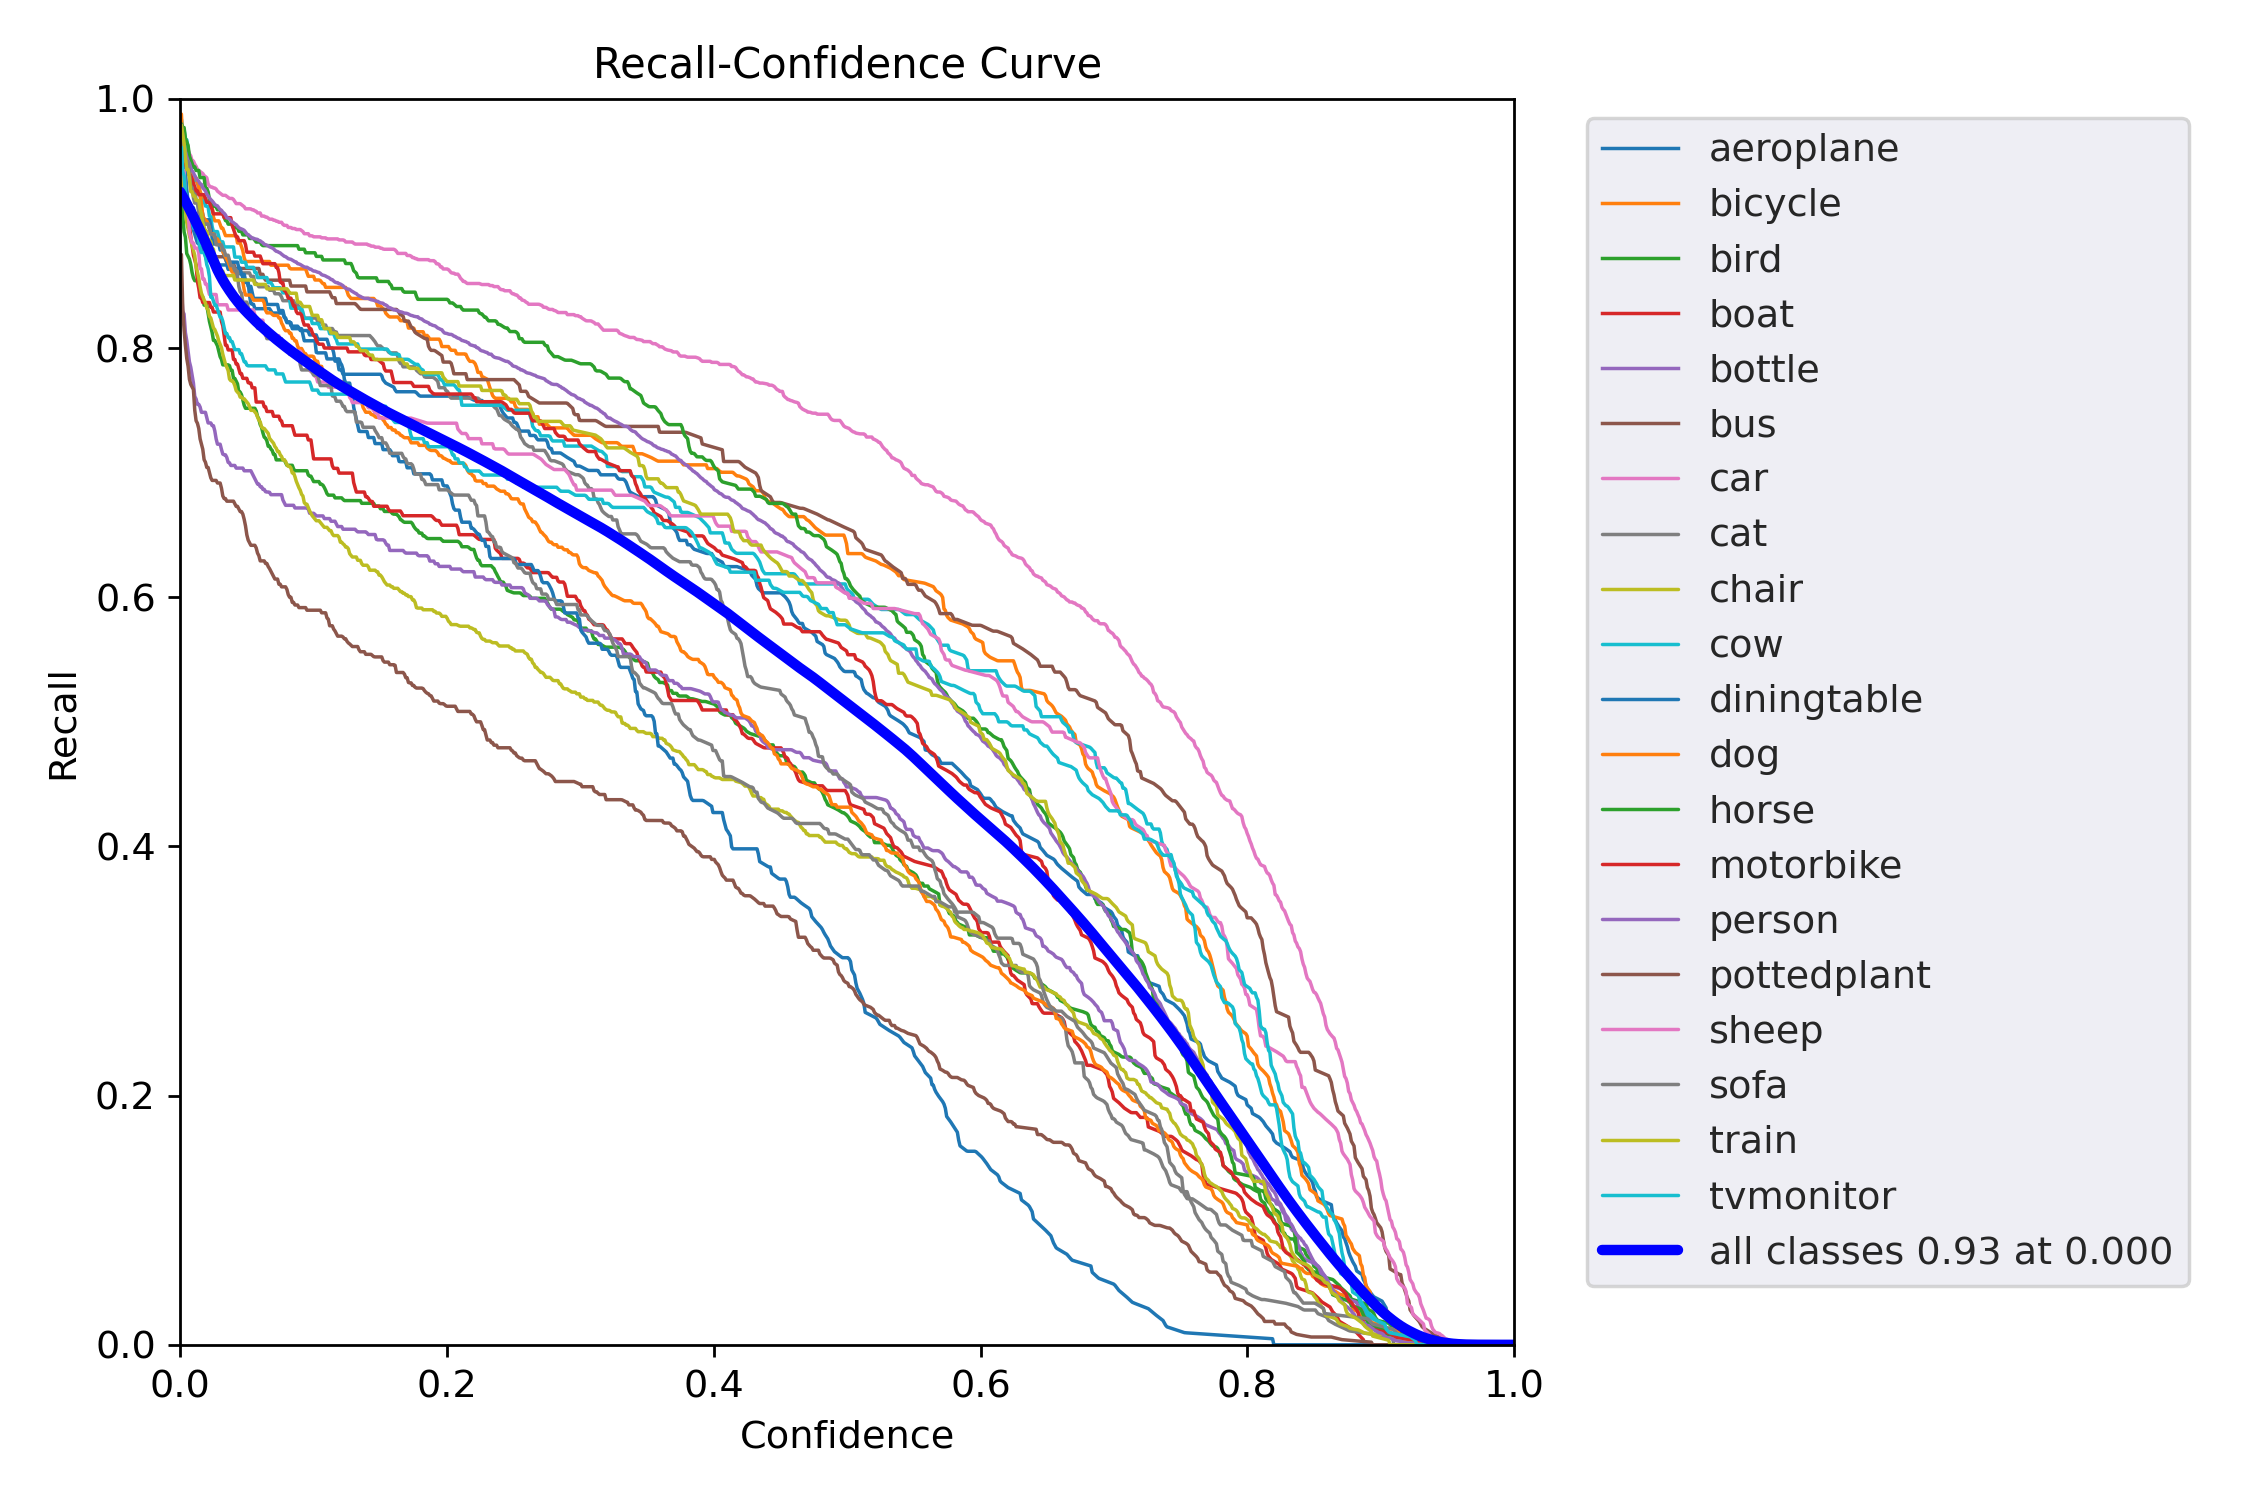 Recall-Confidence Curve
1.0
0.8
0.6
0.4
0.2
0.0
Recall
0.0 0.2 0.4 0.6 0.8 1.0
Confidence
aeroplane
bicycle
bird
boat
bottle
bus
car
cat
chair
cow
diningtable
dog
horse
motorbike
person
pottedplant
sheep
sofa
train
tvmonitor
all classes 0.93 at 0.000